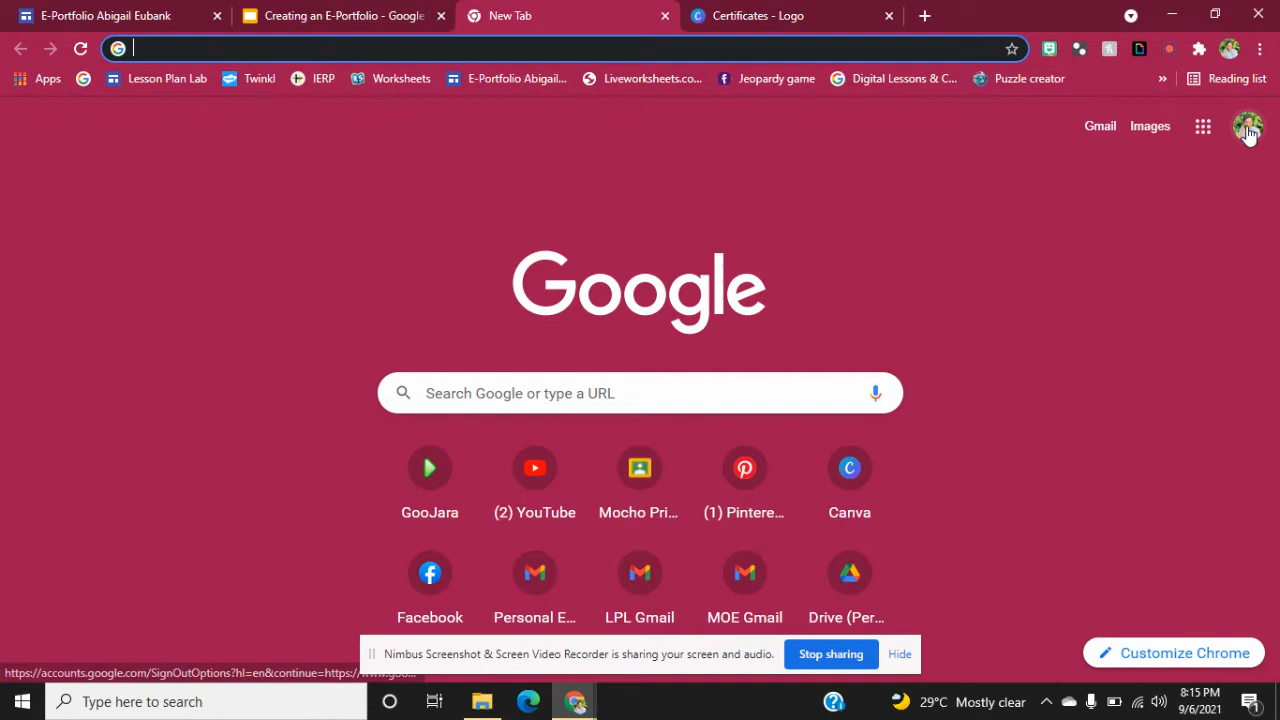 E-Portfolio Abigail Eubank
Creating an E-Portfolio - Google
New Tab
Certificates - Logo
Apps
Lesson Plan Lab
Twinkl
IERP
Worksheets
E-Portfolio Abigail...
Liveworksheets.co...
Jeopardy game
Digital Lessons & C...
Puzzle creator
»
Reading list
Gmail
Images
Google
Search Google or type a URL
GooJara
(2) YouTube
Mocho Pri...
(1) Pintere...
Canva
Facebook
Personal E...
LPL Gmail
MOE Gmail
Drive (Per...
Nimbus Screenshot & Screen Video Recorder is sharing your screen and audio.
Stop sharing
Hide
Customize Chrome
https://accounts.google.com/SignOutOptions?hl=en&continue=https://www.goo...
Type here to search
29°C Mostly clear
8:15 PM
9/6/2021